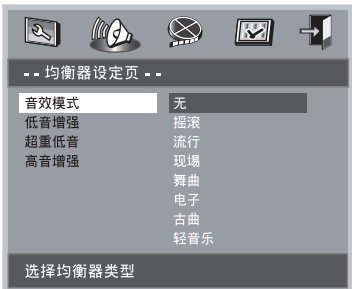 -- 均衡器设定页 --
音效模式 无
低音增强 摇滚
超重低音 流行
高音增强 现场
舞曲
电子
古曲
轻音乐
选择均衡器类型